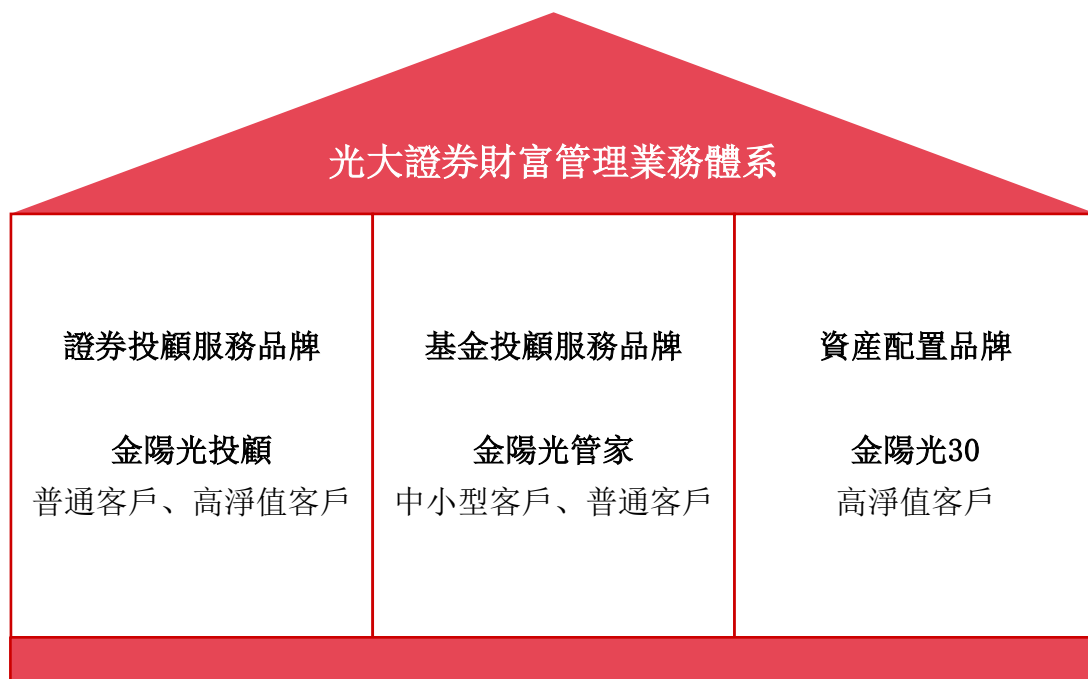 光大證券財富管理業務體系
證券投顧服務品牌
金陽光投顧
普通客戶、高淨值客戶
基金投顧服務品牌
金陽光管家
中小型客戶、普通客戶
資産配置品牌
金陽光30
高淨值客戶